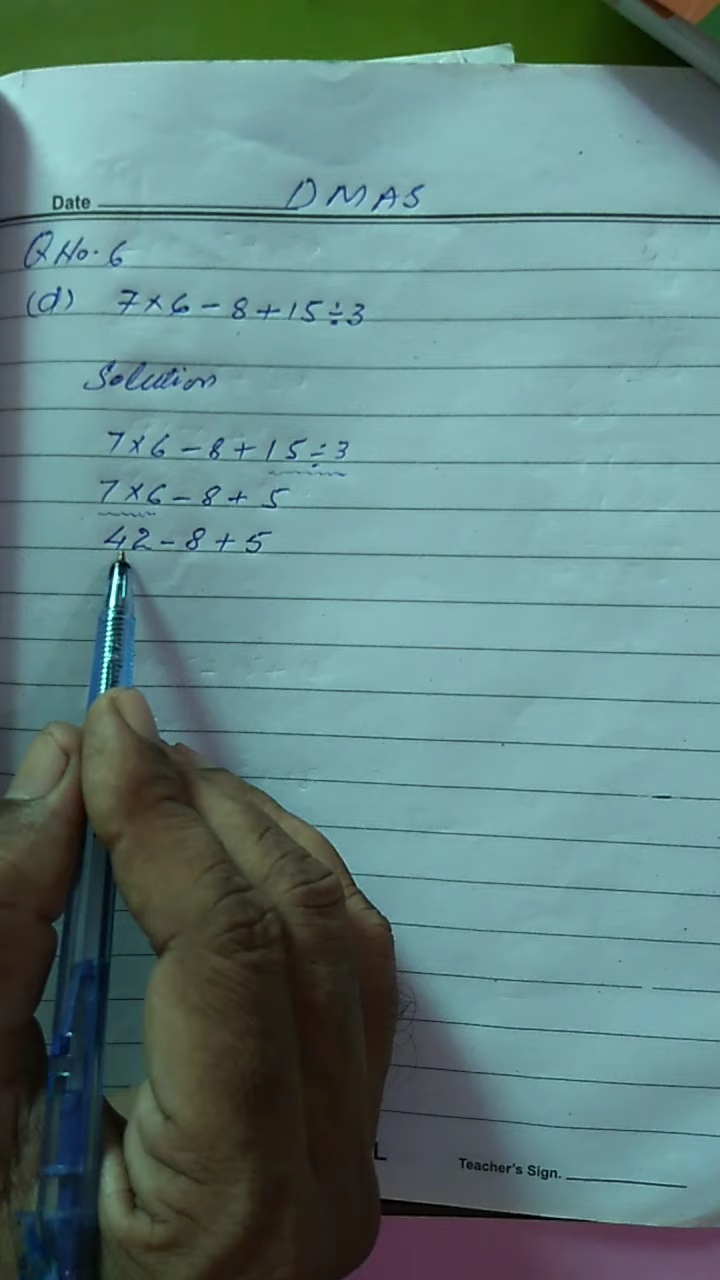 DMAS
Date
Q No. 6
(d) 7×6-8+15÷3
Solution
7×6-8+15÷3
7×6-8+5
42-8+5
L
Teacher's Sign.